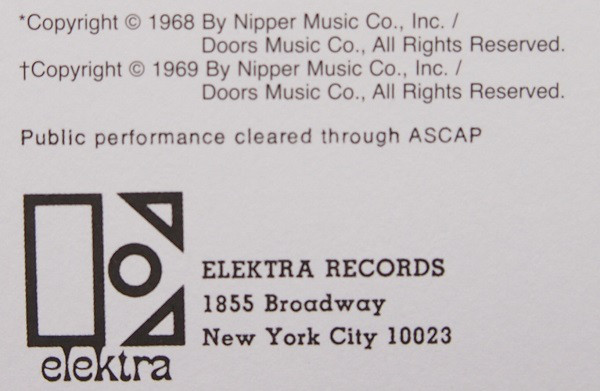 *Copyright © 1968 By Nipper Music Co., Inc. /
Doors Music Co., All Rights Reserved.
†Copyright © 1969 By Nipper Music Co., Inc. /
Doors Music Co., All Rights Reserved.
Public performance cleared through ASCAP
ELEKTRA RECORDS
1855 Broadway
New York City 10023
elektra